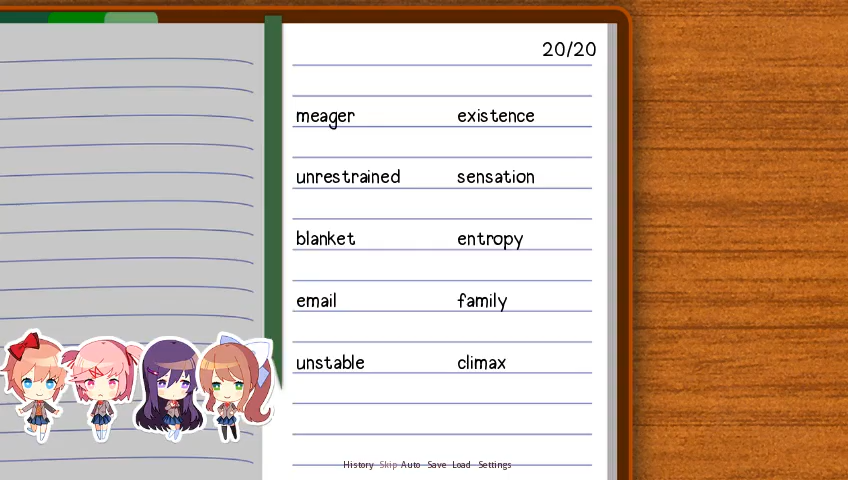 20/20
meager existence
unrestrained sensation
blanket entropy
email family
unstable climax
History Skip Auto Save Load Settings